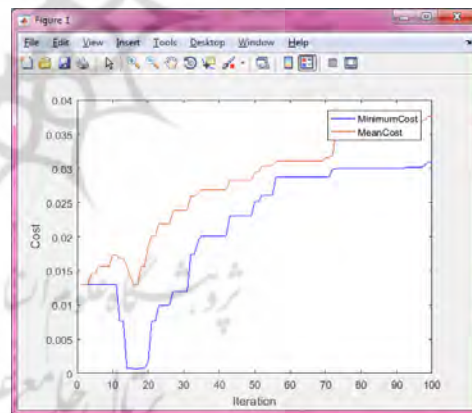 Figure 1
File Edit View Insert Tools Desktop Window Help
0.04
MinimumCost
MeanCost
0.035
0.03
0.025
0.02
0.015
0.01
0.005
0
Cost
0 10 20 30 40 50 60 70 80 90 100
Iteration